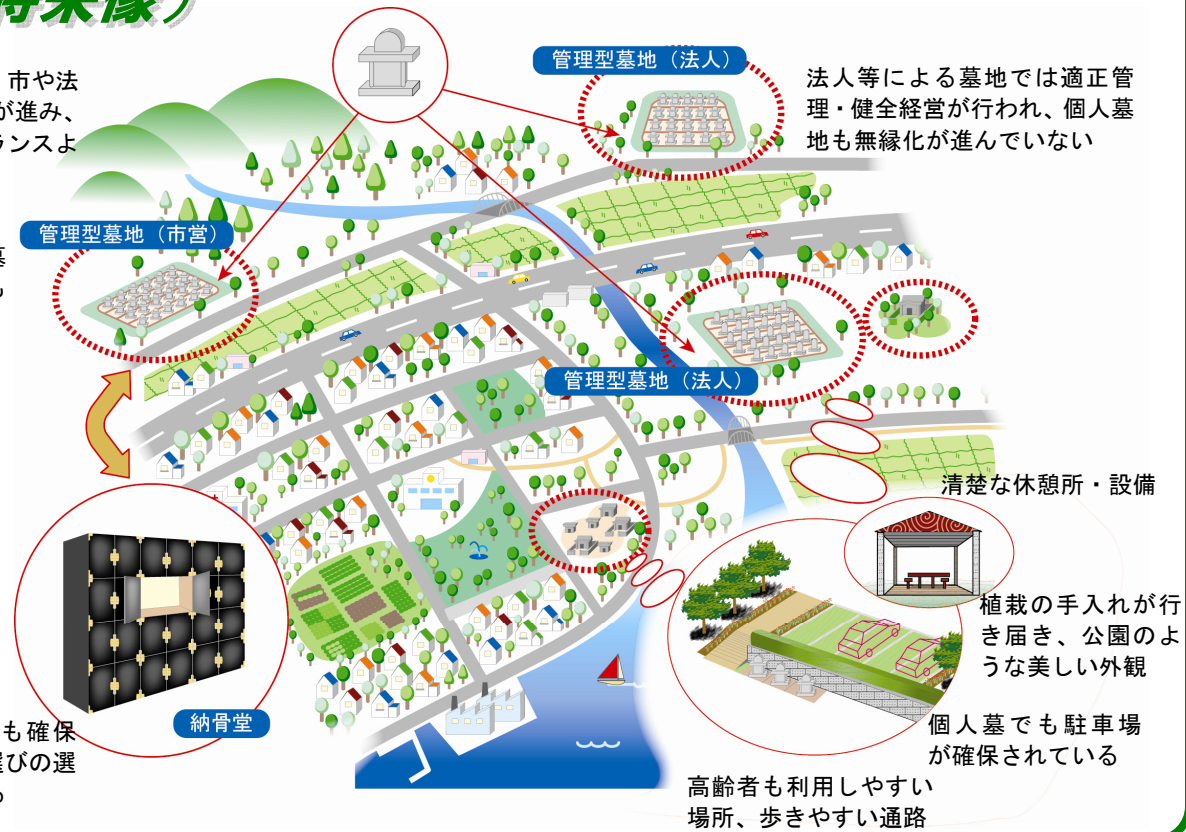 将来像）
市や法
が進み、
ランスよ
管理型墓地（法人）
法人等による墓地では適正管
理・健全経営が行われ、個人墓
地も無縁化が進んでいない
管理型墓地（市営）
墓
も
管理型墓地（法人）
清楚な休憩所・設備
植栽の手入れが行
き届き、公園のよ
うな美しい外観
納骨堂
も確保
選びの選
個人墓でも駐車場
が確保されている
高齢者も利用しやすい
場所、歩きやすい通路